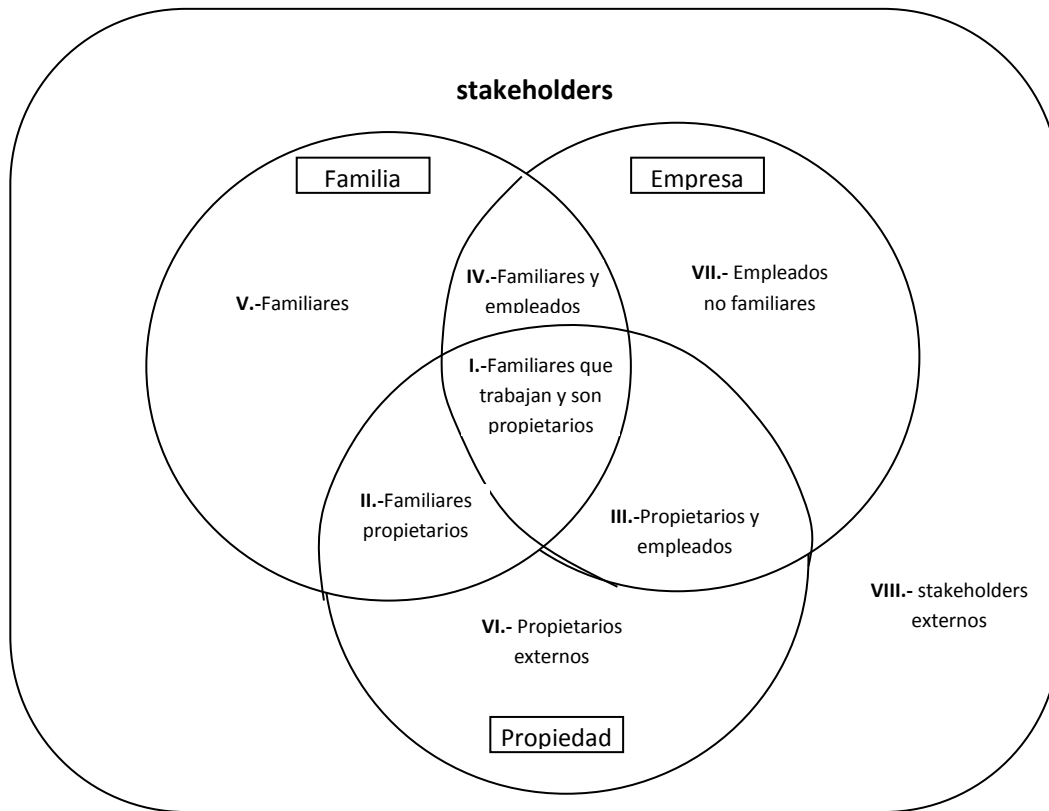 stakeholders
Familia
Empresa
IV.-Familiares y
empleados
VII.- Empleados
no familiares
V.-Familiares
I.-Familiares que
trabajan y son
propietarios
II.-Familiares
propietarios
III.-Propietarios y
empleados
VIII.- stakeholders
externos
VI.- Propietarios
externos
Propiedad